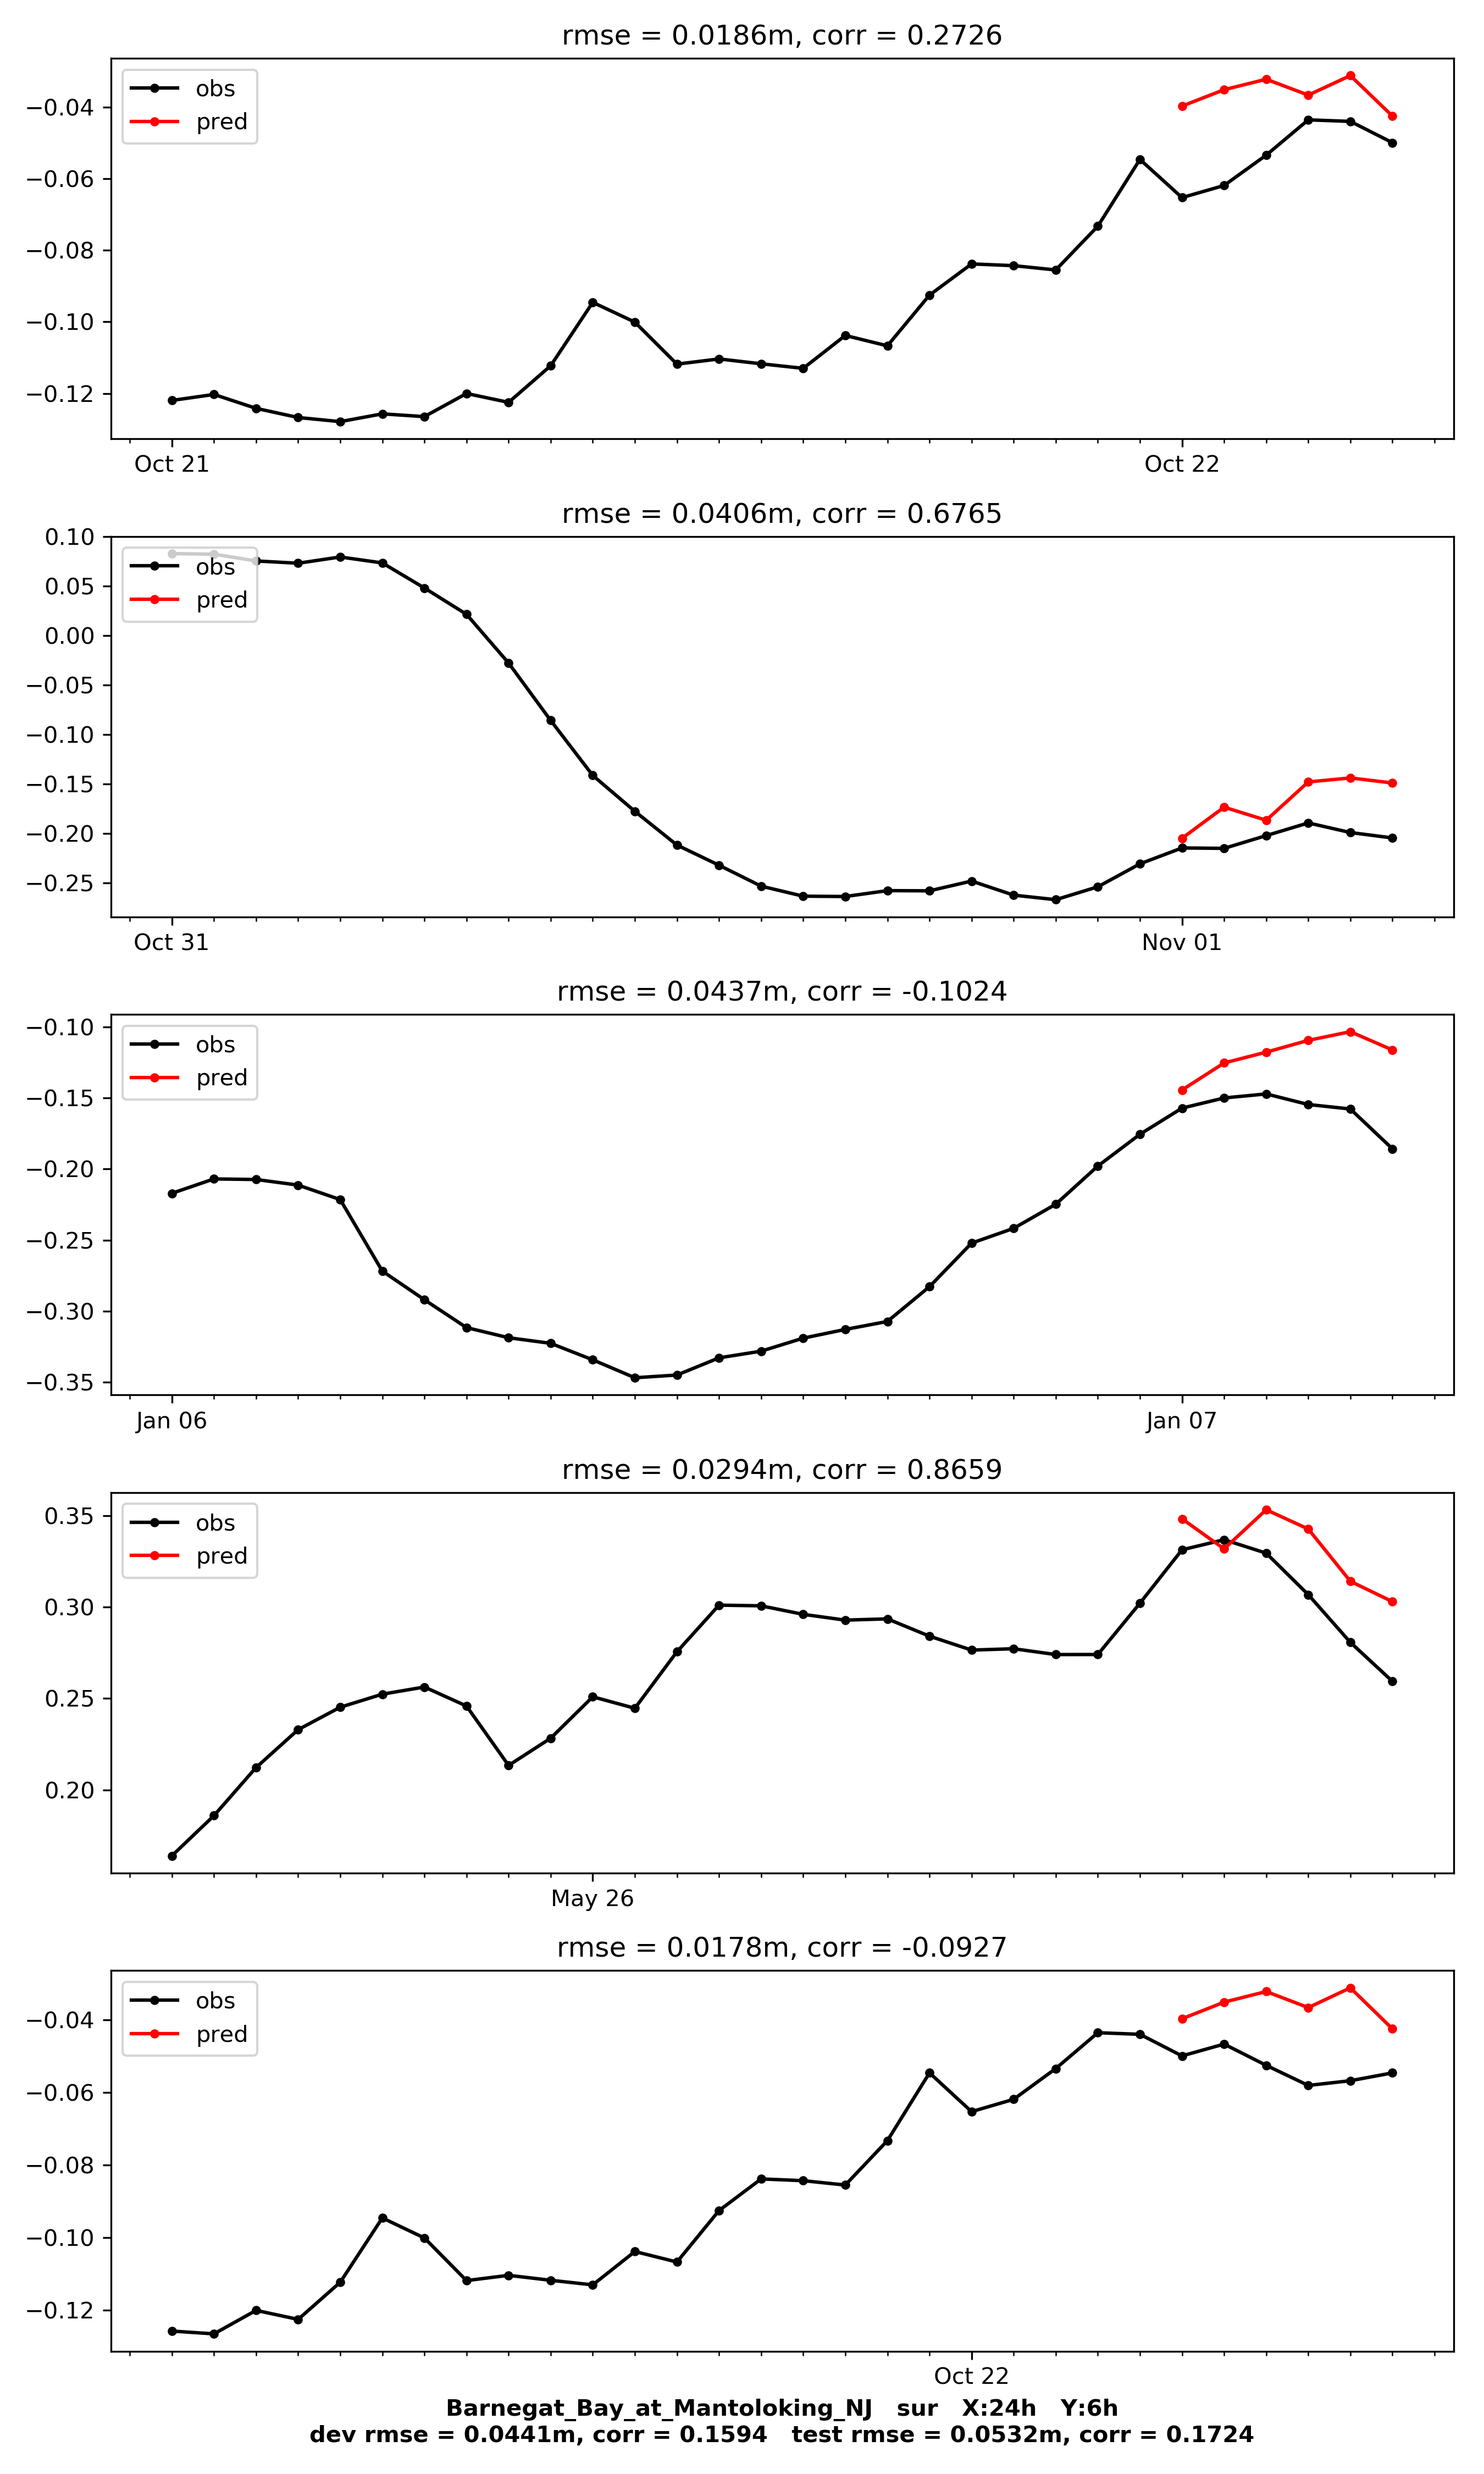 rmse = 0.0186m, corr = 0.2726
obs
pred
−0.04
−0.06
−0.08
−0.10
−0.12
Oct 21 Oct 22
rmse = 0.0406m, corr = 0.6765
obs
pred
0.10
0.05
0.00
−0.05
−0.10
−0.15
−0.20
−0.25
Oct 31 Nov 01
rmse = 0.0437m, corr = -0.1024
obs
pred
−0.10
−0.15
−0.20
−0.25
−0.30
−0.35
Jan 06 Jan 07
rmse = 0.0294m, corr = 0.8659
obs
pred
0.35
0.30
0.25
0.20
May 26
rmse = 0.0178m, corr = -0.0927
obs
pred
−0.04
−0.06
−0.08
−0.10
−0.12
Oct 22
Barnegat_Bay_at_Mantoloking_NJ sur X:24h Y:6h
dev rmse = 0.0441m, corr = 0.1594 test rmse = 0.0532m, corr = 0.1724